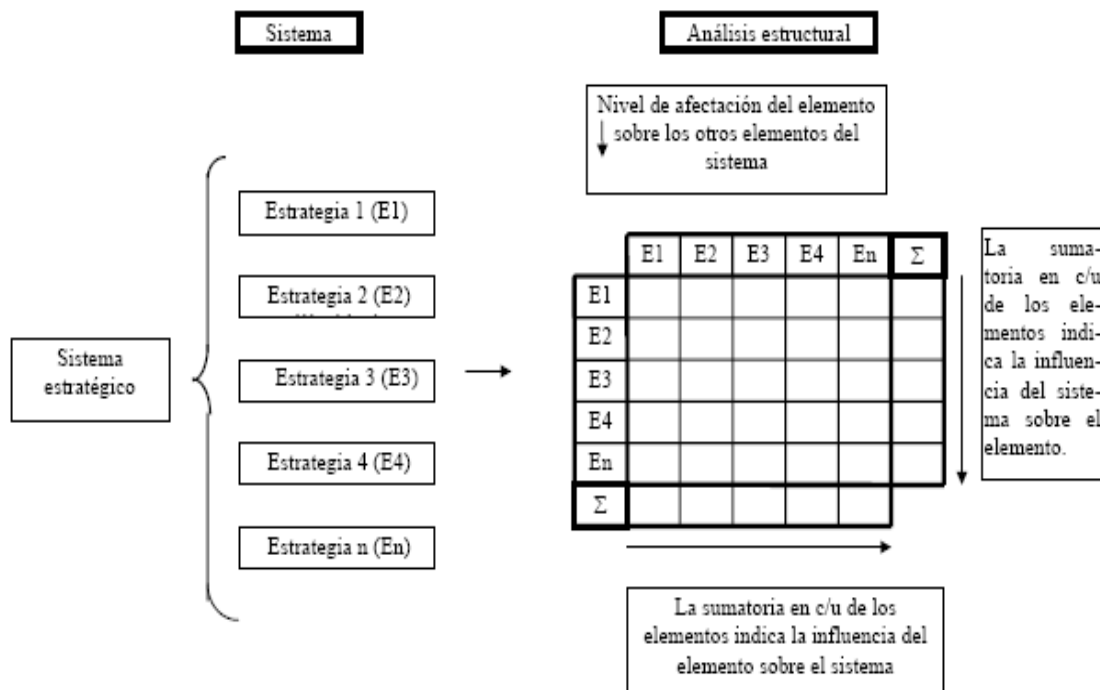 Sistema
Análisis estructural
Nivel de afectación del elemento
sobre los otros elementos del
sistema
Sistema
estratégico
Estrategia 1 (E1)
Estrategia 2 (E2)
Estrategia 3 (E3)
Estrategia 4 (E4)
Estrategia n (En)
E1 E2 E3 E4 En Σ
E1
E2
E3
E4
En
Σ
La suma-
toria en c/u
de los ele-
mentos indi-
ca la influen-
cia del siste-
ma sobre el
elemento.
La sumatoria en c/u de los
elementos indica la influencia del
elemento sobre el sistema